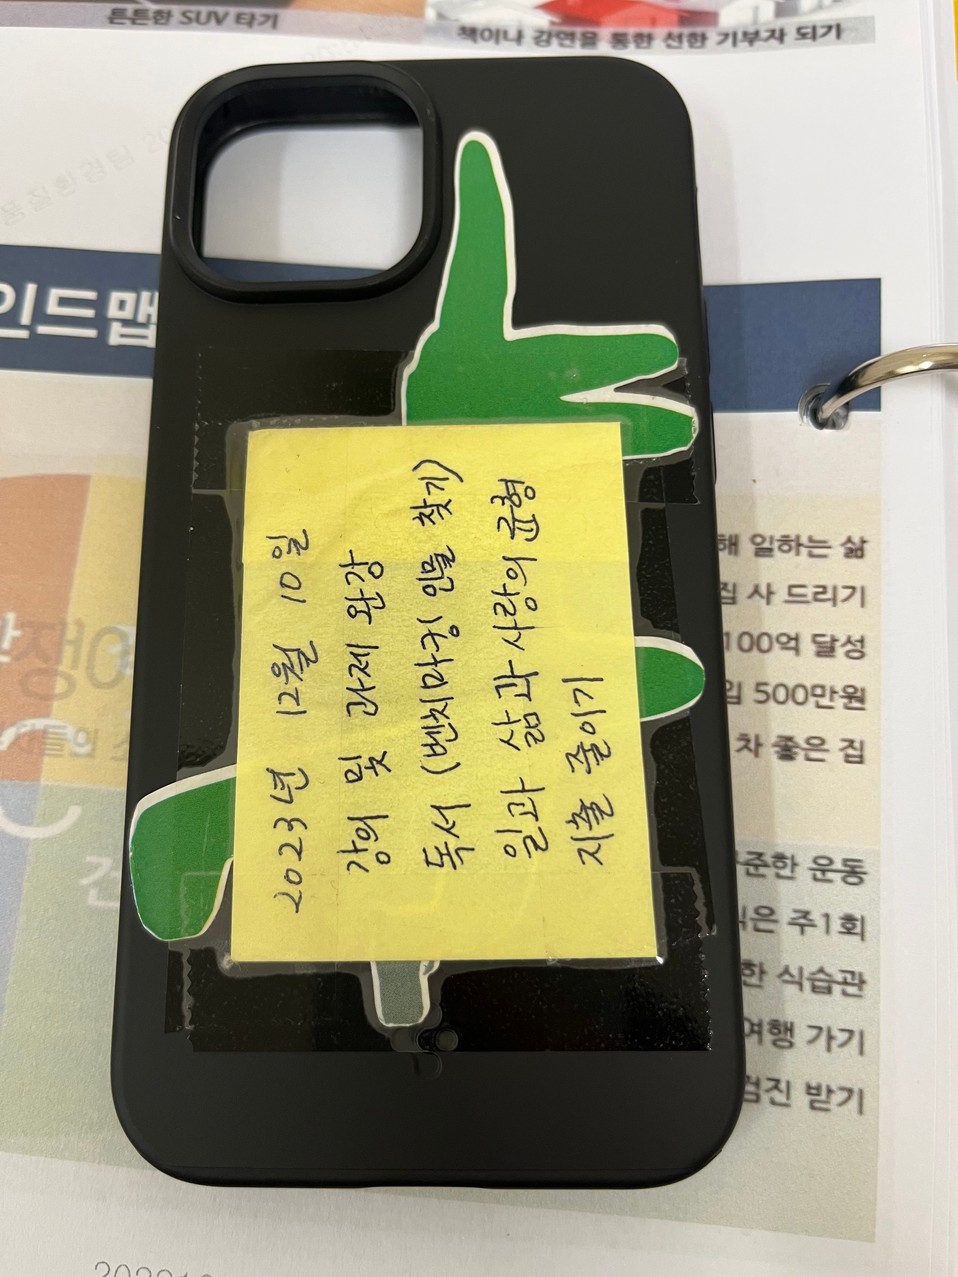 튼튼한 SUV 타기
책이나 강연을 통한 선한 기부자 되기
인드맵
2023년 12월 10일
강의 및 과제 완강
독서 (벤치마킹 인물 찾기)
일과 삶과 사랑의 균형
지출 줄이기
해 일하는 삶
집 사 드리기
100억 달성
입 500만원
차 좋은 집
꾸준한 운동
식은 주1회
한 식습관
여행 가기
검진 받기